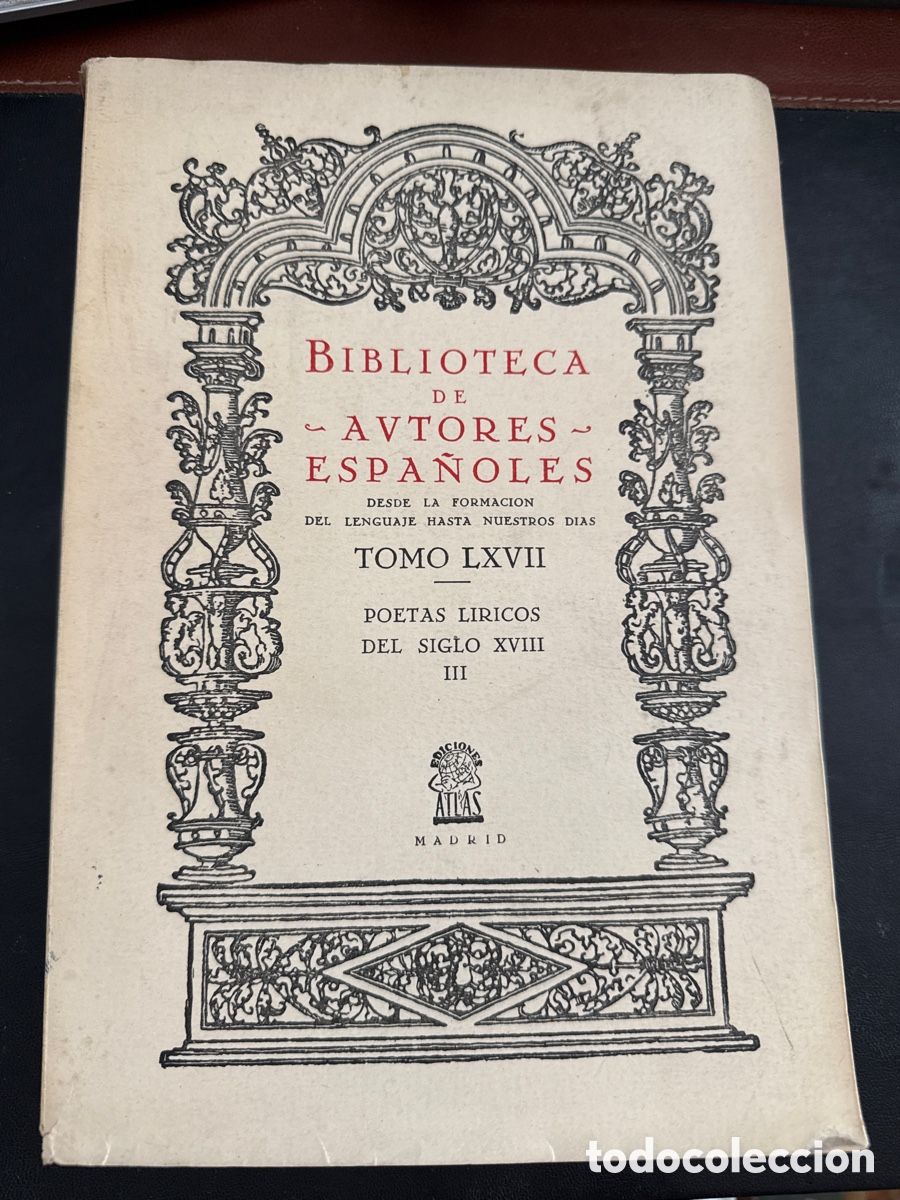 BIBLIOTECA
DE
~ AVTORES ~
ESPAÑOLES
DESDE LA FORMACION
DEL LENGUAJE HASTA NUESTROS DIAS
TOMO LXVII
POETAS LIRICOS
DEL SIGLO XVIII
III
EDICIONES
ATLAS
MADRID
todocoleccion